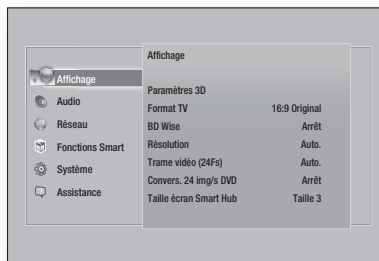 Affichage
Audio
Réseau
Fonctions Smart
Système
Assistance
Affichage
Paramètres 3D
Format TV 16:9 Original
BD Wise Arrêt
Résolution Auto.
Trame vidéo (24Fs) Auto.
Convers. 24 img/s DVD Arrêt
Taille écran Smart Hub Taille 3